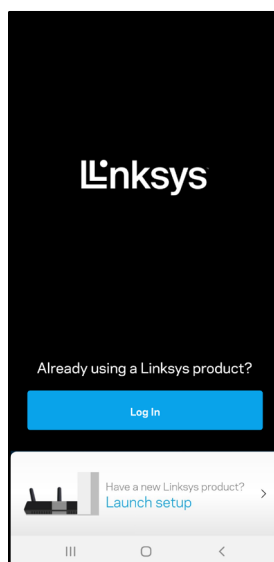 Linksys
Already using a Linksys product?
Log In
Have a new Linksys product?
Launch setup